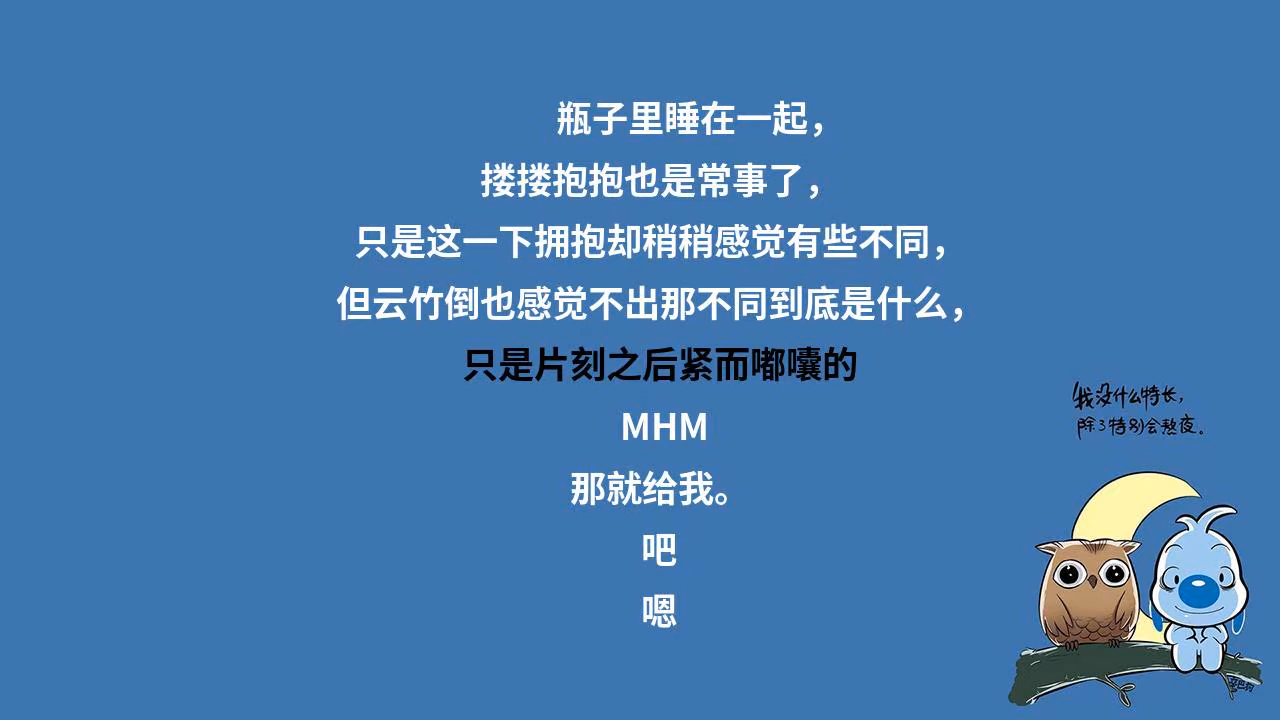 瓶子里睡在一起，
搂搂抱抱也是常事了，
只是这一下拥抱却稍稍感觉有些不同，
但云竹倒也感觉不出那不同到底是什么，
只是片刻之后紧而嘟囔的
MHM
那就给我。
吧
嗯
我没什么特长，
除了特别会熬夜。